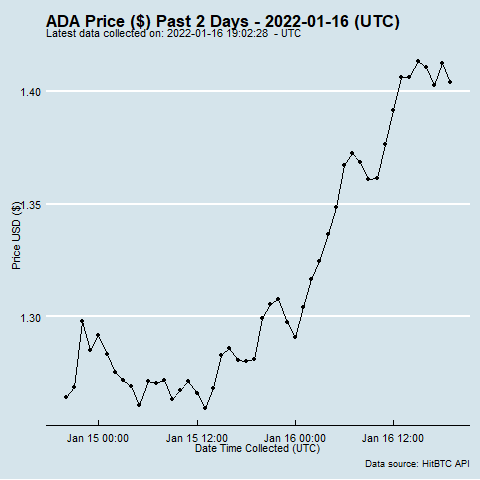 ADA Price ($) Past 2 Days - 2022-01-16 (UTC)
Latest data collected on: 2022-01-16 19:02:28 - UTC
1.40
1.35
1.30
Price USD ($)
Jan 15 00:00 Jan 15 12:00 Jan 16 00:00 Jan 16 12:00
Date Time Collected (UTC)
Data source: HitBTC API